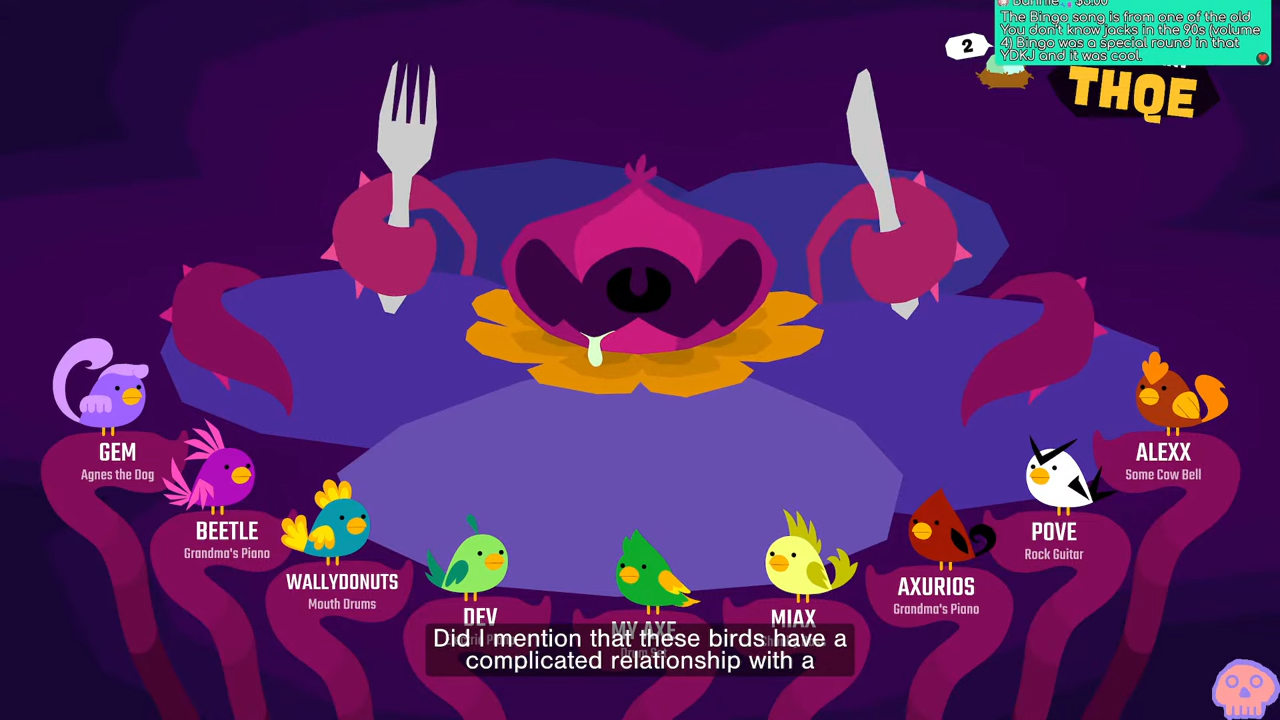 $5.00
The Bingo song is from one of the old
You don't know jacks in the 90s (volume
4) Bingo was a special round in that
YDKJ and it was cool.
2
THQE
GEM
Agnes the Dog
ALEXX
Some Cow Bell
BEETLE
Grandma's Piano
POVE
Rock Guitar
WALLYDONUTS
Mouth Drums
AXURIOS
Grandma's Piano
DEV
MY AXE
MIAX
Did I mention that these birds have a
complicated relationship with a